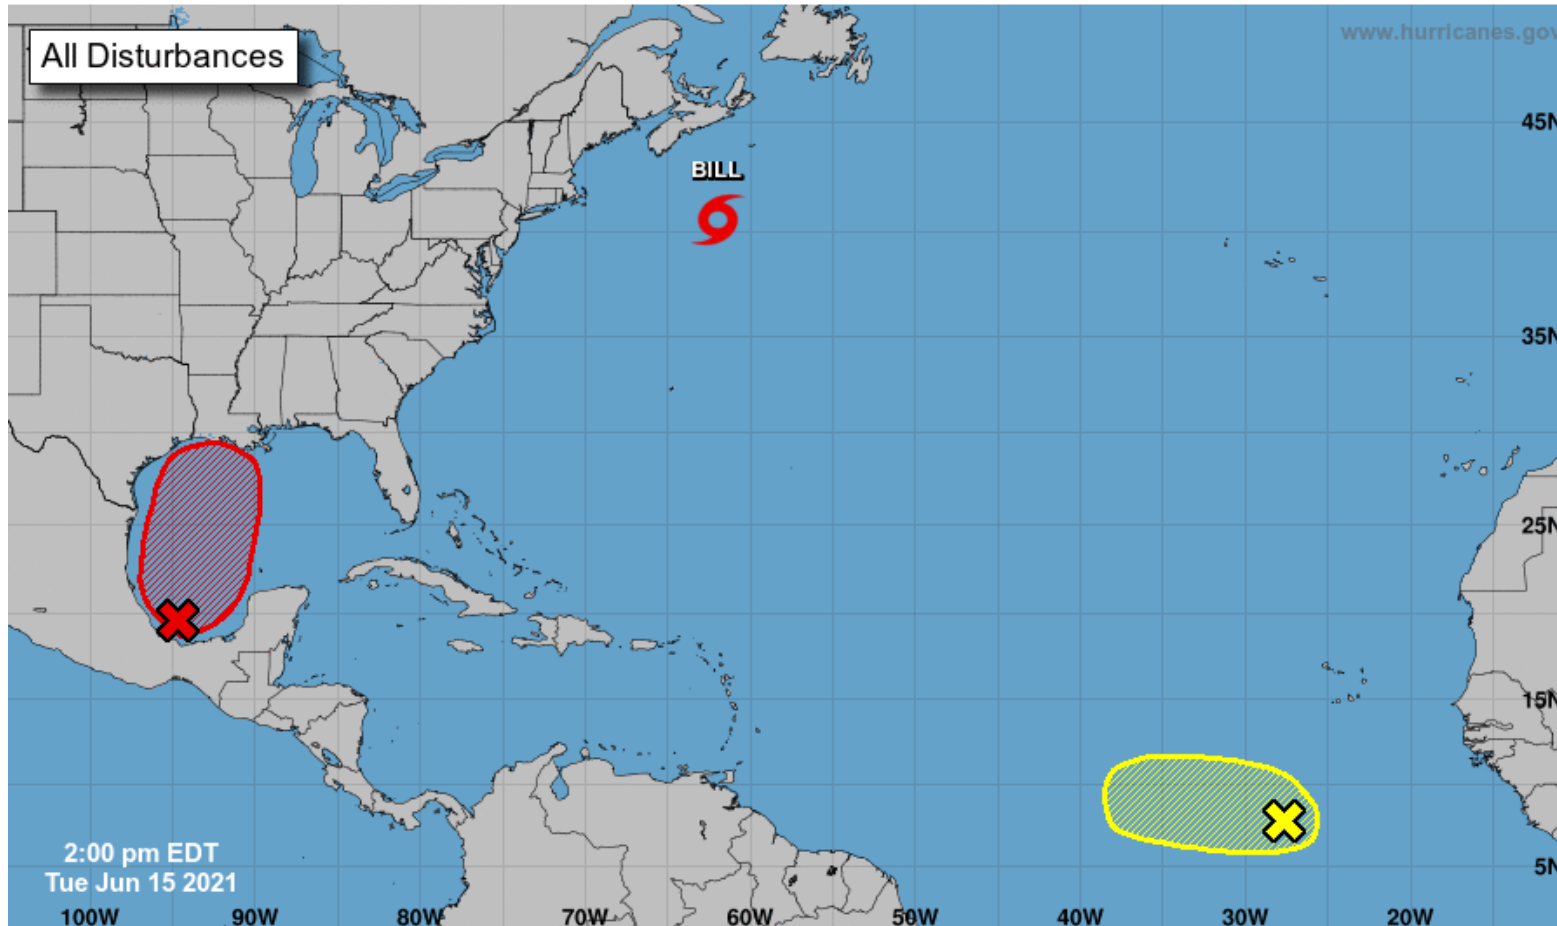 All Disturbances
www.hurricanes.gov
45N
BILL
35N
25N
15N
5N
2:00 pm EDT
Tue Jun 15 2021
100W 90W 80W 70W 60W 50W 40W 30W 20W